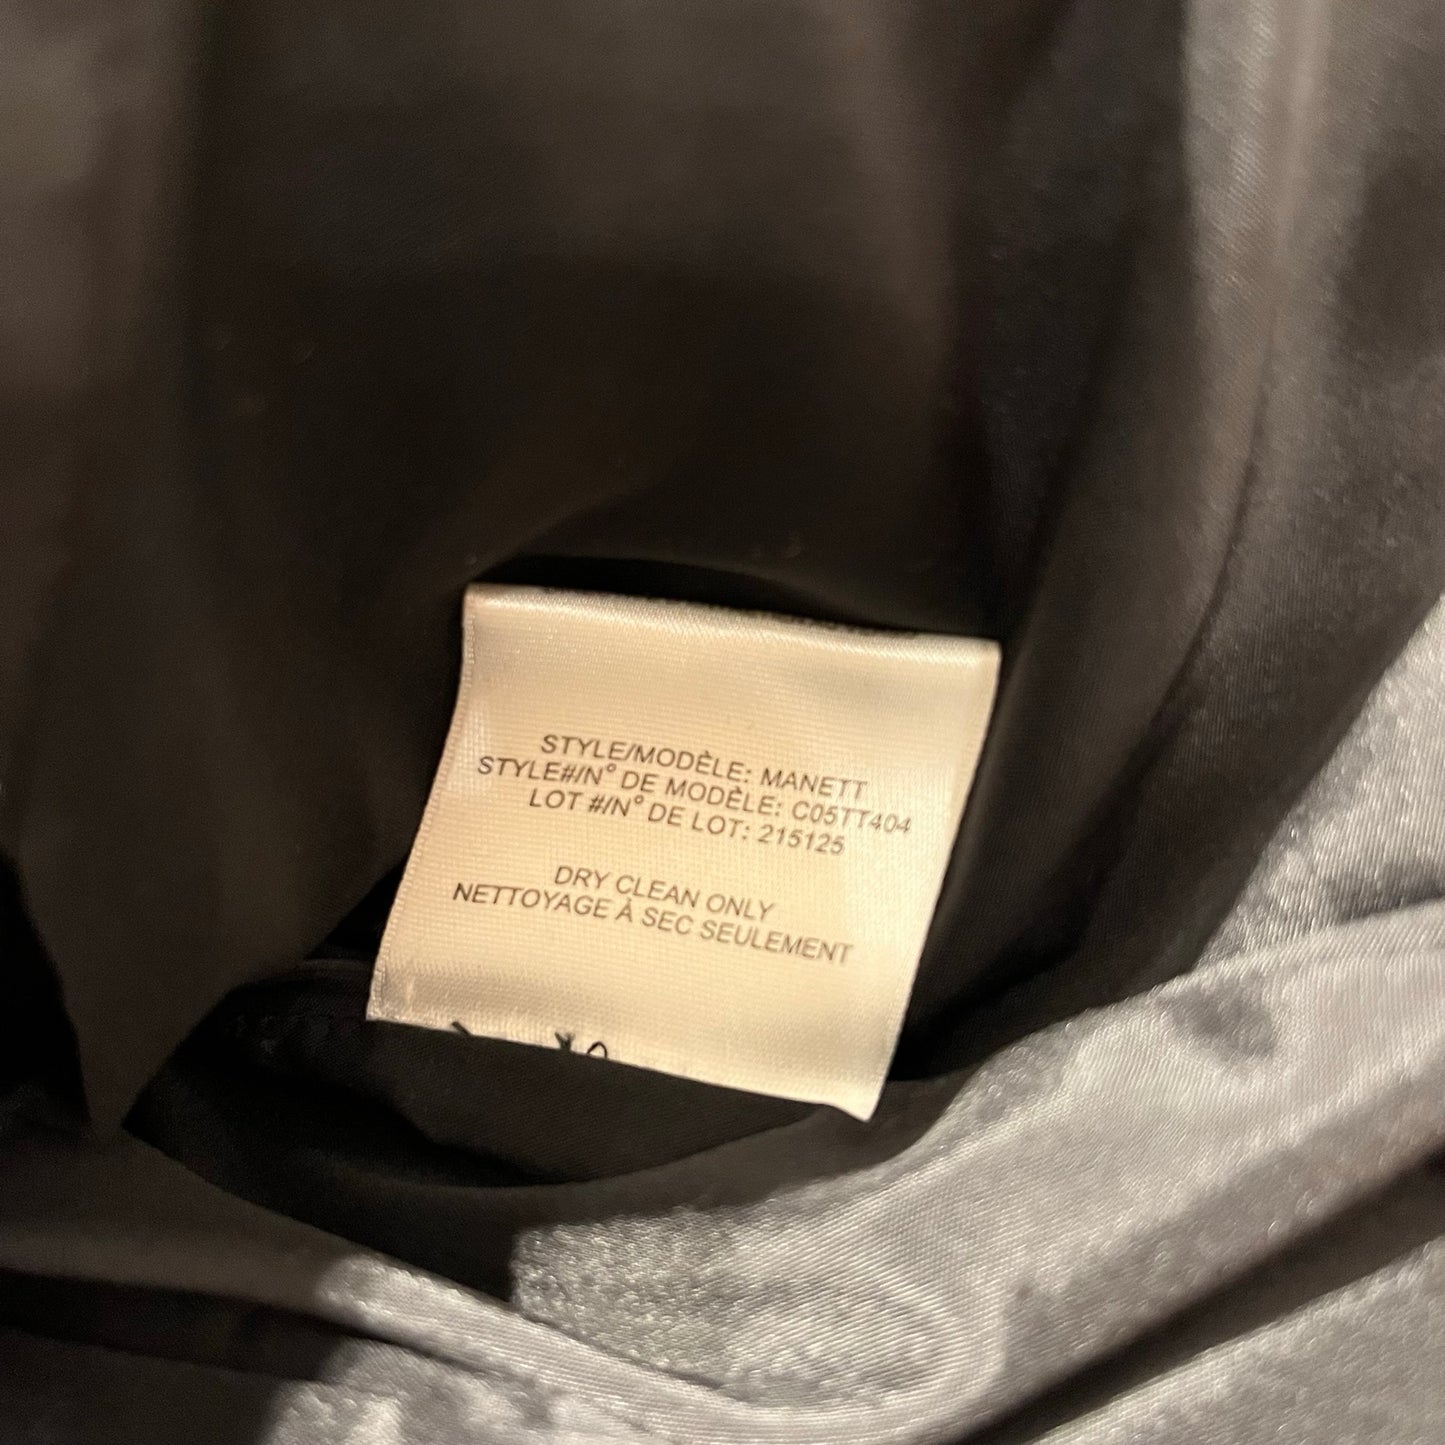 STYLE/MODÈLE: MANETT
STYLE#/N° DE MODÈLE: C05TT404
LOT #/N° DE LOT: 215125
DRY CLEAN ONLY
NETTOYAGE À SEC SEULEMENT